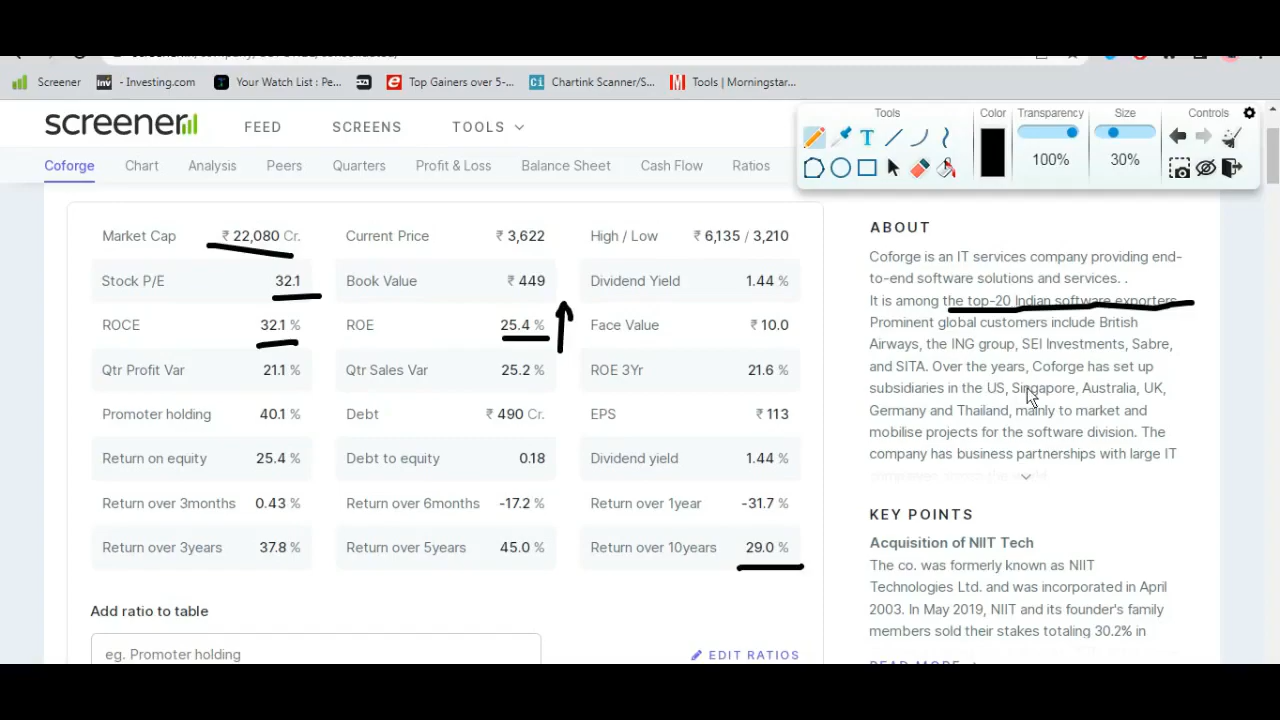 Screener
- Investing.com
Your Watch List : Pe...
Top Gainers over 5-...
Chartink Scanner/S...
Tools | Morningstar...
screener
FEED
SCREENS
TOOLS
Tools
Color
Transparency
Size
Controls
100%
30%
Coforge
Chart
Analysis
Peers
Quarters
Profit & Loss
Balance Sheet
Cash Flow
Ratios
Market Cap ₹ 22,080 Cr.
Current Price ₹ 3,622
High / Low ₹ 6,135 / 3,210
Stock P/E 32.1
Book Value ₹ 449
Dividend Yield 1.44 %
ROCE 32.1 %
ROE 25.4 %
Face Value ₹ 10.0
Qtr Profit Var 21.1 %
Qtr Sales Var 25.2 %
ROE 3Yr 21.6 %
Promoter holding 40.1 %
Debt ₹ 490 Cr.
EPS ₹ 113
Return on equity 25.4 %
Debt to equity 0.18
Dividend yield 1.44 %
Return over 3months 0.43 %
Return over 6months -17.2 %
Return over 1year -31.7 %
Return over 3years 37.8 %
Return over 5years 45.0 %
Return over 10years 29.0 %
Add ratio to table
eg. Promoter holding
EDIT RATIOS
ABOUT
Coforge is an IT services company providing end-
to-end software solutions and services. .
It is among the top-20 Indian software exporters.
Prominent global customers include British
Airways, the ING group, SEI Investments, Sabre,
and SITA. Over the years, Coforge has set up
subsidiaries in the US, Singapore, Australia, UK,
Germany and Thailand, mainly to market and
mobilise projects for the software division. The
company has business partnerships with large IT
KEY POINTS
Acquisition of NIIT Tech
The co. was formerly known as NIIT
Technologies Ltd. and was incorporated in April
2003. In May 2019, NIIT and its founder's family
members sold their stakes totaling 30.2% in
READ MORE